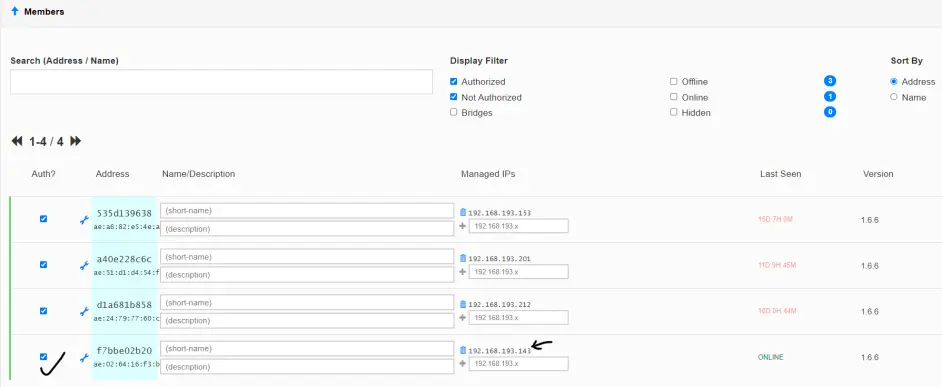 Members
Search (Address / Name)
Display Filter
Sort By
Authorized
Offline
3
Address
Not Authorized
Online
1
Name
Bridges
Hidden
0
1-4 / 4
Auth?
Address
Name/Description
Managed IPs
Last Seen
Version
535d139638
(short-name)
192.168.193.153
15D 7H 0M
1.6.6
ae:a6:82:e5:4e:a
(description)
192.168.193.x
a40e228c6c
(short-name)
192.168.193.201
11D 9H 45M
1.6.6
ae:51:d1:d4:54:f
(description)
192.168.193.x
d1a681b858
(short-name)
192.168.193.212
1.6.6
ae:24:79:77:60:c
(description)
192.168.193.x
f7bbe02b20
(short-name)
192.168.193.143
ONLINE
1.6.6
ae:02:64:16:f3:b
(description)
192.168.193.x